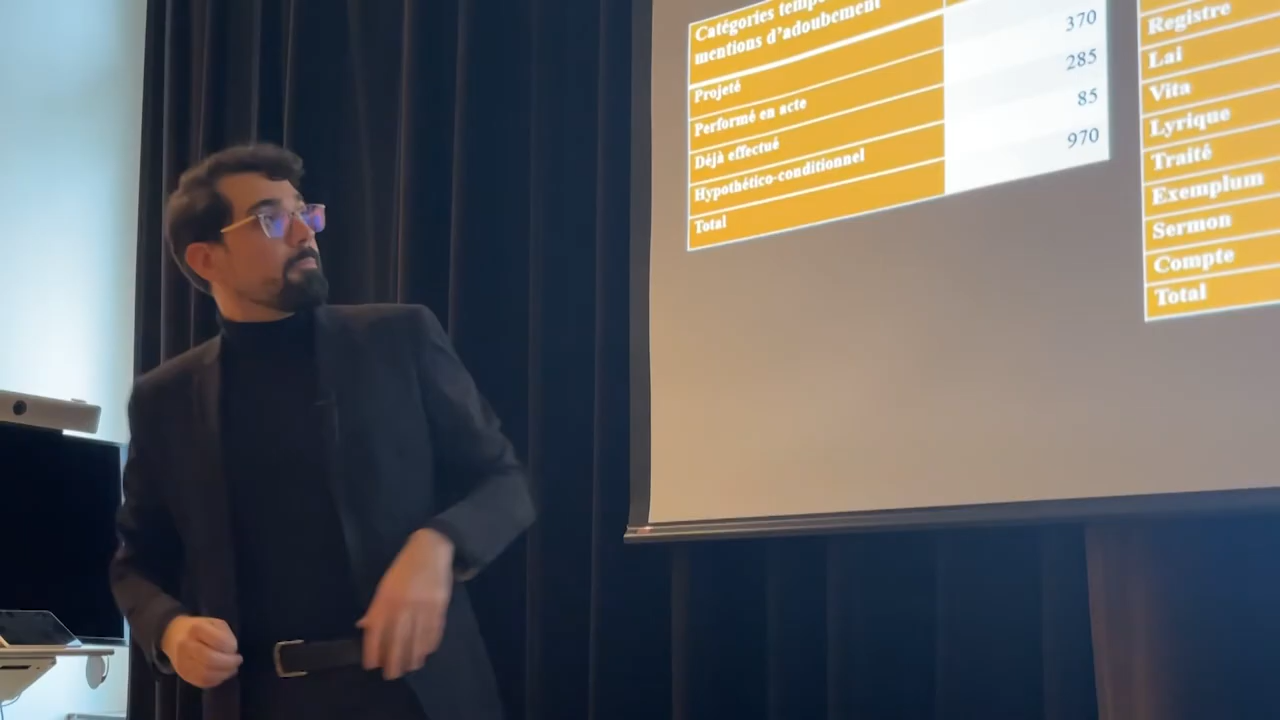 Catégories
mentions d'adoubement
Projeté
Performé en acte
Déjà effectué
Hypothético-conditionnel
Total
370
285
85
970
Registre
Lai
Vita
Lyrique
Traité
Exemplum
Sermon
Compte
Total